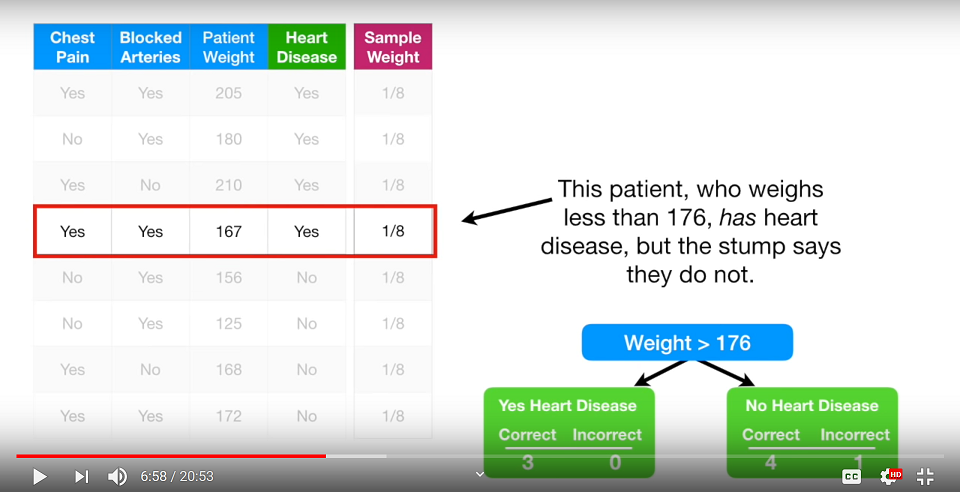 Chest Pain Blocked Arteries Patient Weight Heart Disease Sample Weight
Yes Yes 205 Yes 1/8
No Yes 180 Yes 1/8
Yes No 210 Yes 1/8
Yes Yes 167 Yes 1/8
No Yes 156 No 1/8
No Yes 125 No 1/8
Yes No 168 No 1/8
Yes Yes 172 No 1/8
This patient, who weighs
less than 176, has heart
disease, but the stump says
they do not.
Weight > 176
Yes Heart Disease
Correct Incorrect
3 0
No Heart Disease
Correct Incorrect
4 1
6:58 / 20:53
CC
HD